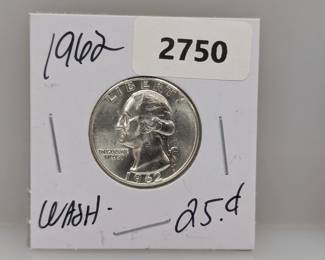 1962
2750
LIBERTY
IN GOD WE TRUST
1962
WASH- 25.¢